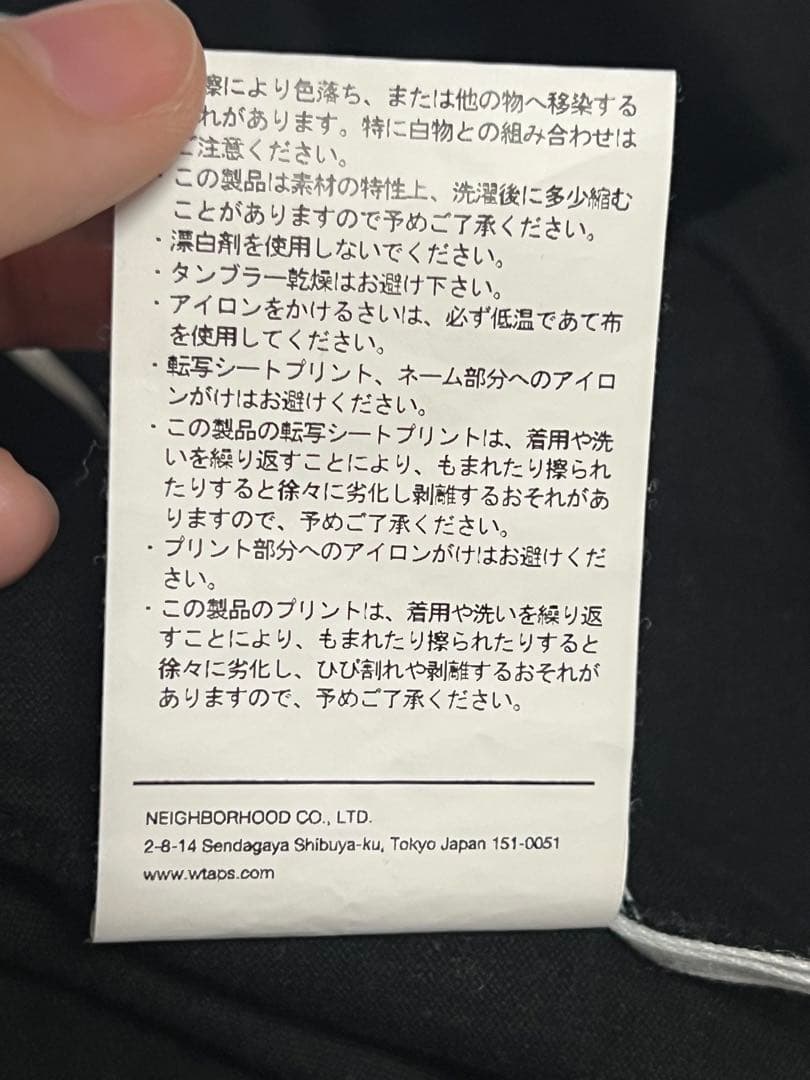 擦により色落ち、または他の物へ移染する
れがあります。特に白物との組み合わせは
ご注意ください。
・この製品は素材の特性上、洗濯後に多少縮む
ことがありますので予めご了承ください。
・漂白剤を使用しないでください。
・タンブラー乾燥はお避け下さい。
・アイロンをかけるさいは、必ず低温であて布
を使用してください。
・転写シートプリント、ネーム部分へのアイロ
ンがけはお避けください。
・この製品の転写シートプリントは、着用や洗
いを繰り返すことにより、もまれたり擦られ
たりすると徐々に劣化し剥離するおそれがあ
りますので、予めご了承ください。
・プリント部分へのアイロンがけはお避けくだ
さい。
・この製品のプリントは、着用や洗いを繰り返
すことにより、もまれたり擦られたりすると
徐々に劣化し、ひび割れや剥離するおそれが
ありますので、予めご了承ください。
NEIGHBORHOOD CO., LTD.
2-8-14 Sendagaya Shibuya-ku, Tokyo Japan 151-0051
www.wtaps.com